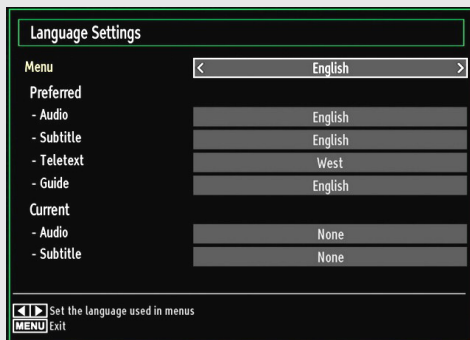 Language Settings
Menu < English >
Preferred
- Audio English
- Subtitle English
- Teletext West
- Guide English
Current
- Audio None
- Subtitle None
Set the language used in menus
MENU Exit